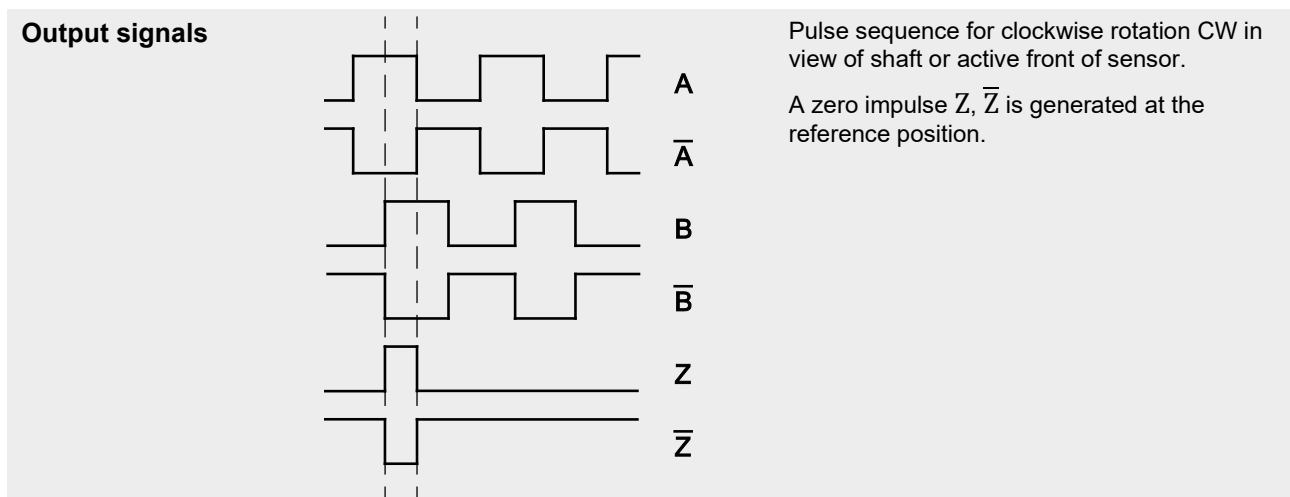 Output signals
A
A̅
B
B̅
Z
Z̅
Pulse sequence for clockwise rotation CW in
view of shaft or active front of sensor.
A zero impulse Z, Z̅ is generated at the
reference position.